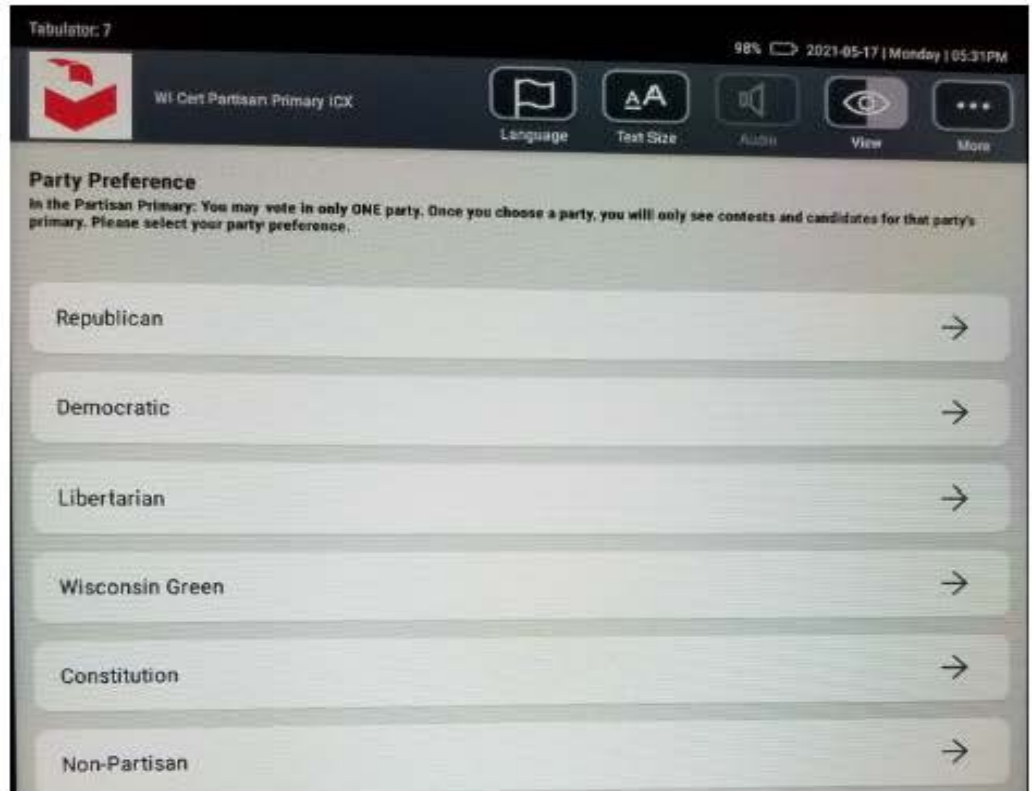 Tabulator: 7
98% 2021-05-17 | Monday | 05:31PM
WI Cert Partisan Primary ICX
Language Text Size Audio View More
Party Preference
In the Partisan Primary: You may vote in only ONE party. Once you choose a party, you will only see contests and candidates for that party's
primary. Please select your party preference.
Republican
Democratic
Libertarian
Wisconsin Green
Constitution
Non-Partisan